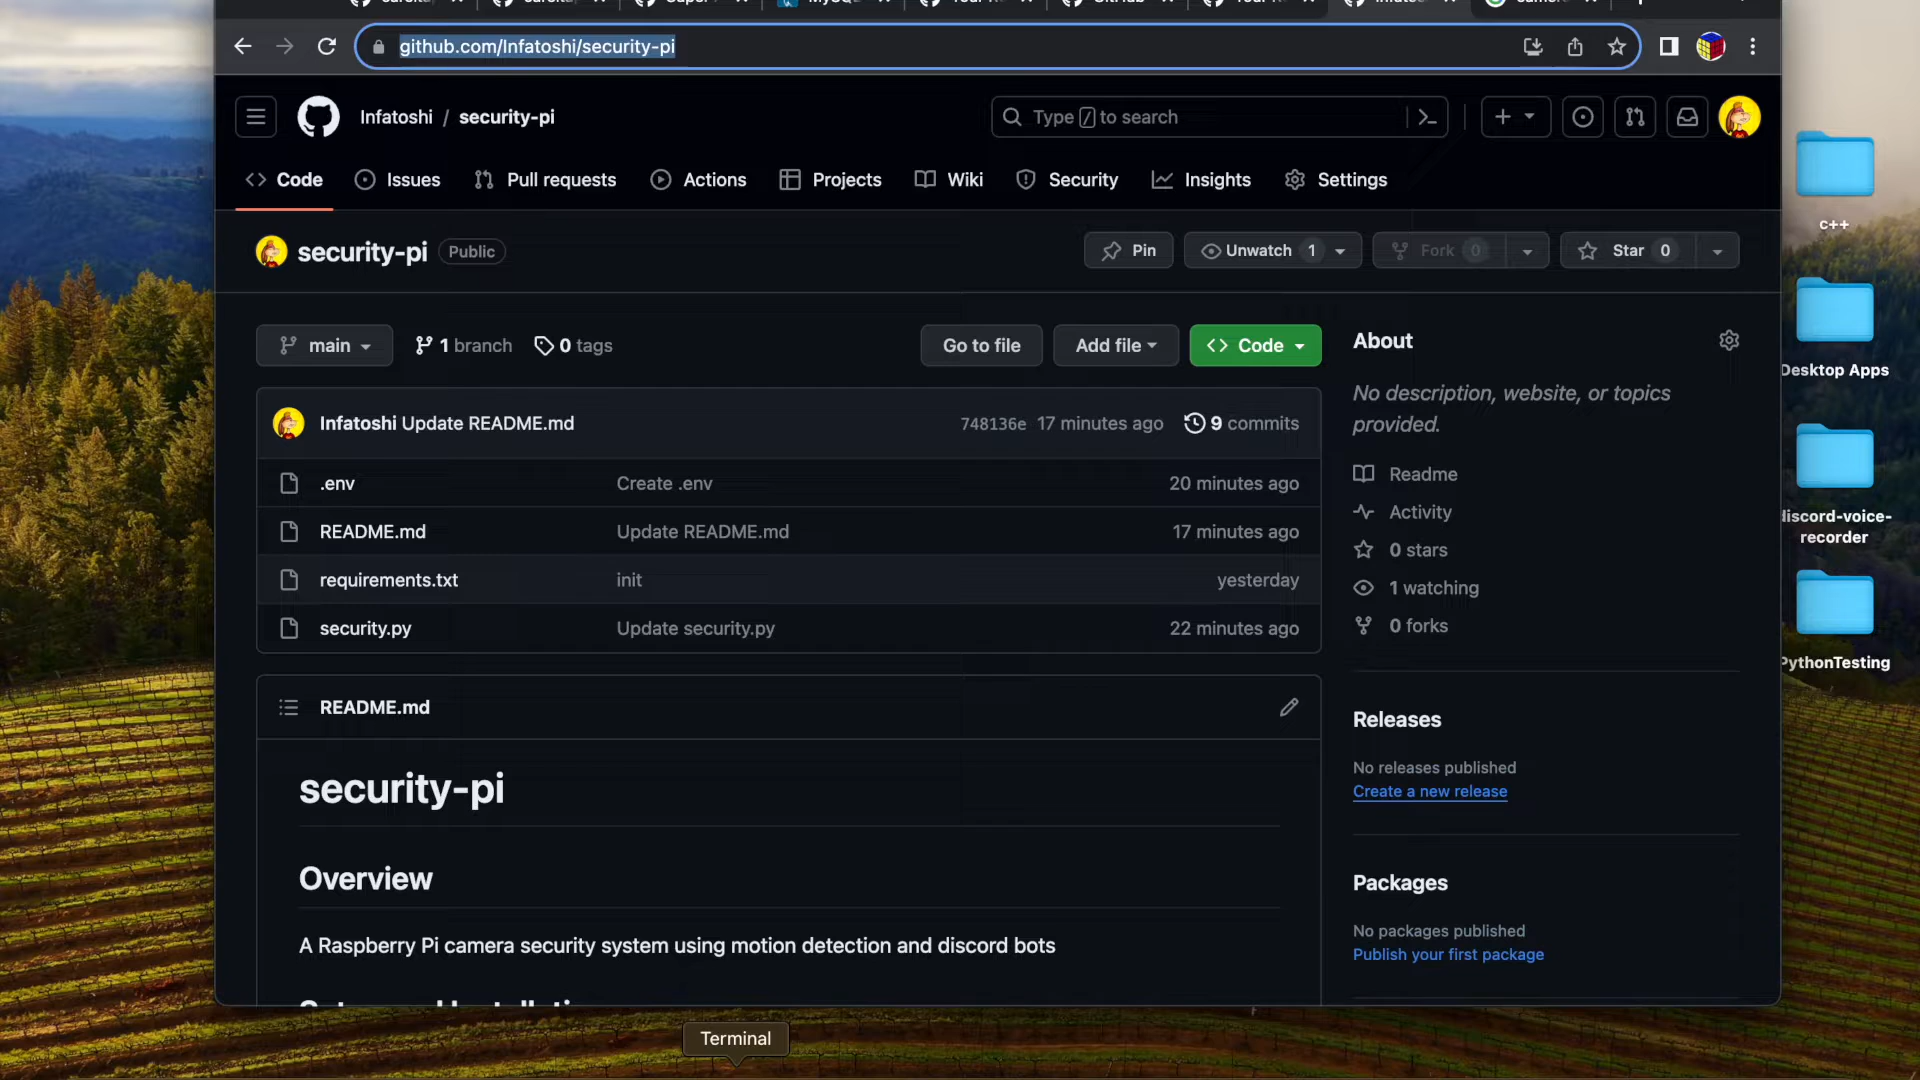 github.com/Infatoshi/security-pi
Infatoshi / security-pi
Type / to search
Code Issues Pull requests Actions Projects Wiki Security Insights Settings
security-pi Public
Pin Unwatch 1 Fork 0 Star 0
main 1 branch 0 tags Go to file Add file Code
Infatoshi Update README.md 748136e 17 minutes ago 9 commits
.env Create .env 20 minutes ago
README.md Update README.md 17 minutes ago
requirements.txt init yesterday
security.py Update security.py 22 minutes ago
README.md
security-pi
Overview
A Raspberry Pi camera security system using motion detection and discord bots
About
No description, website, or topics
provided.
Readme
Activity
0 stars
1 watching
0 forks
Releases
No releases published
Create a new release
Packages
No packages published
Publish your first package
c++
Desktop Apps
discord-voice-
recorder
PythonTesting
Terminal